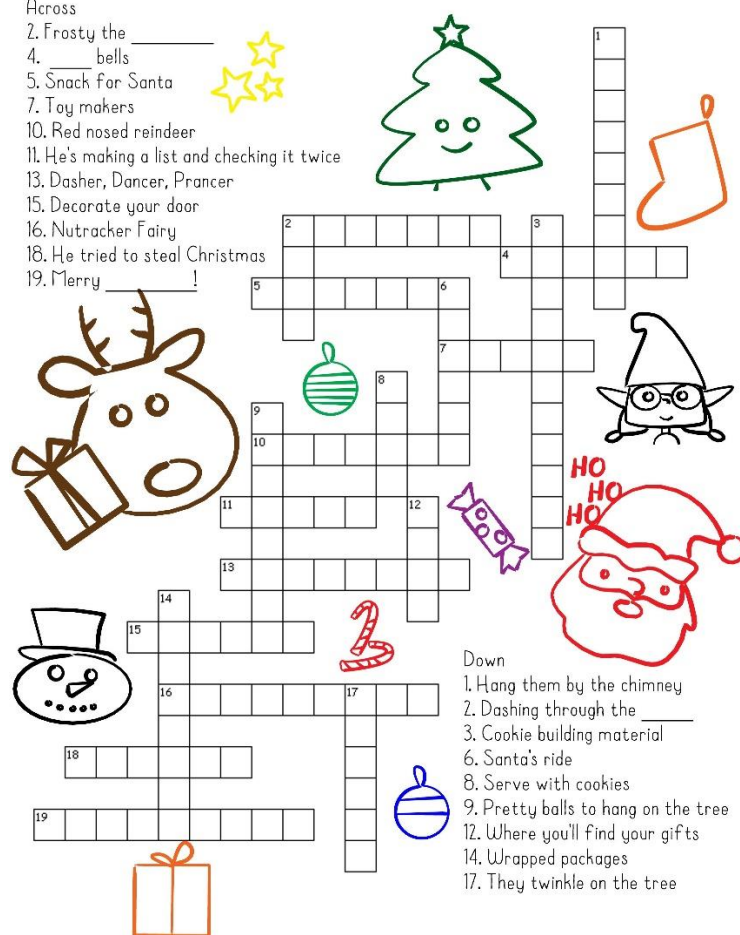 Across
2. Frosty the ________
4. ____ bells
5. Snack for Santa
7. Toy makers
10. Red nosed reindeer
11. He's making a list and checking it twice
13. Dasher, Dancer, Prancer
15. Decorate your door
16. Nutracker Fairy
18. He tried to steal Christmas
19. Merry _________!
1
2
3
4
5
6
7
8
9
10
HO
HO
HO
11
12
13
14
15
16
17
18
19
Down
1. Hang them by the chimney
2. Dashing through the _____
3. Cookie building material
6. Santa's ride
8. Serve with cookies
9. Pretty balls to hang on the tree
12. Where you'll find your gifts
14. Wrapped packages
17. They twinkle on the tree